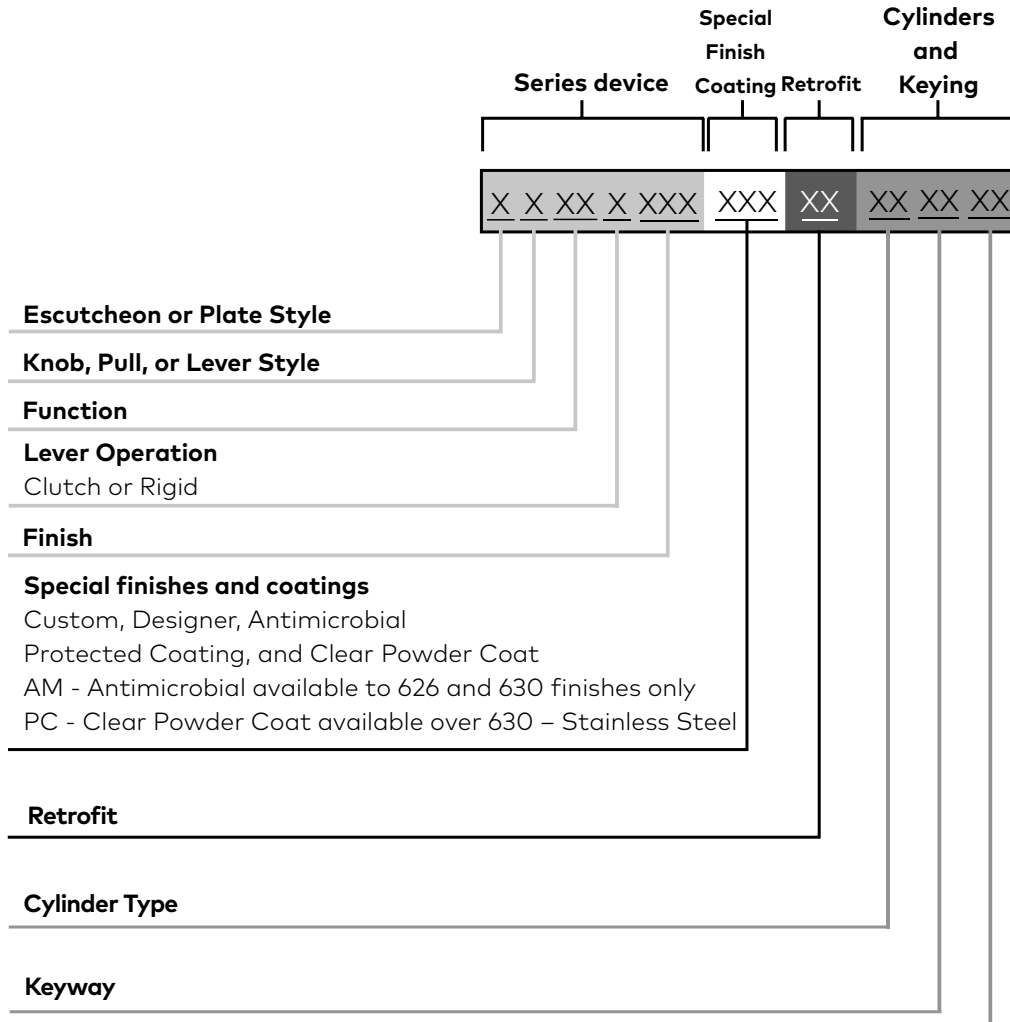 Special
Finish
Coating
Cylinders
and
Keying
Series device
Retrofit
X X XX X XXX XXX XX XX XX XX
Escutcheon or Plate Style
Knob, Pull, or Lever Style
Function
Lever Operation
Clutch or Rigid
Finish
Special finishes and coatings
Custom, Designer, Antimicrobial
Protected Coating, and Clear Powder Coat
AM - Antimicrobial available to 626 and 630 finishes only
PC - Clear Powder Coat available over 630 – Stainless Steel
Retrofit
Cylinder Type
Keyway